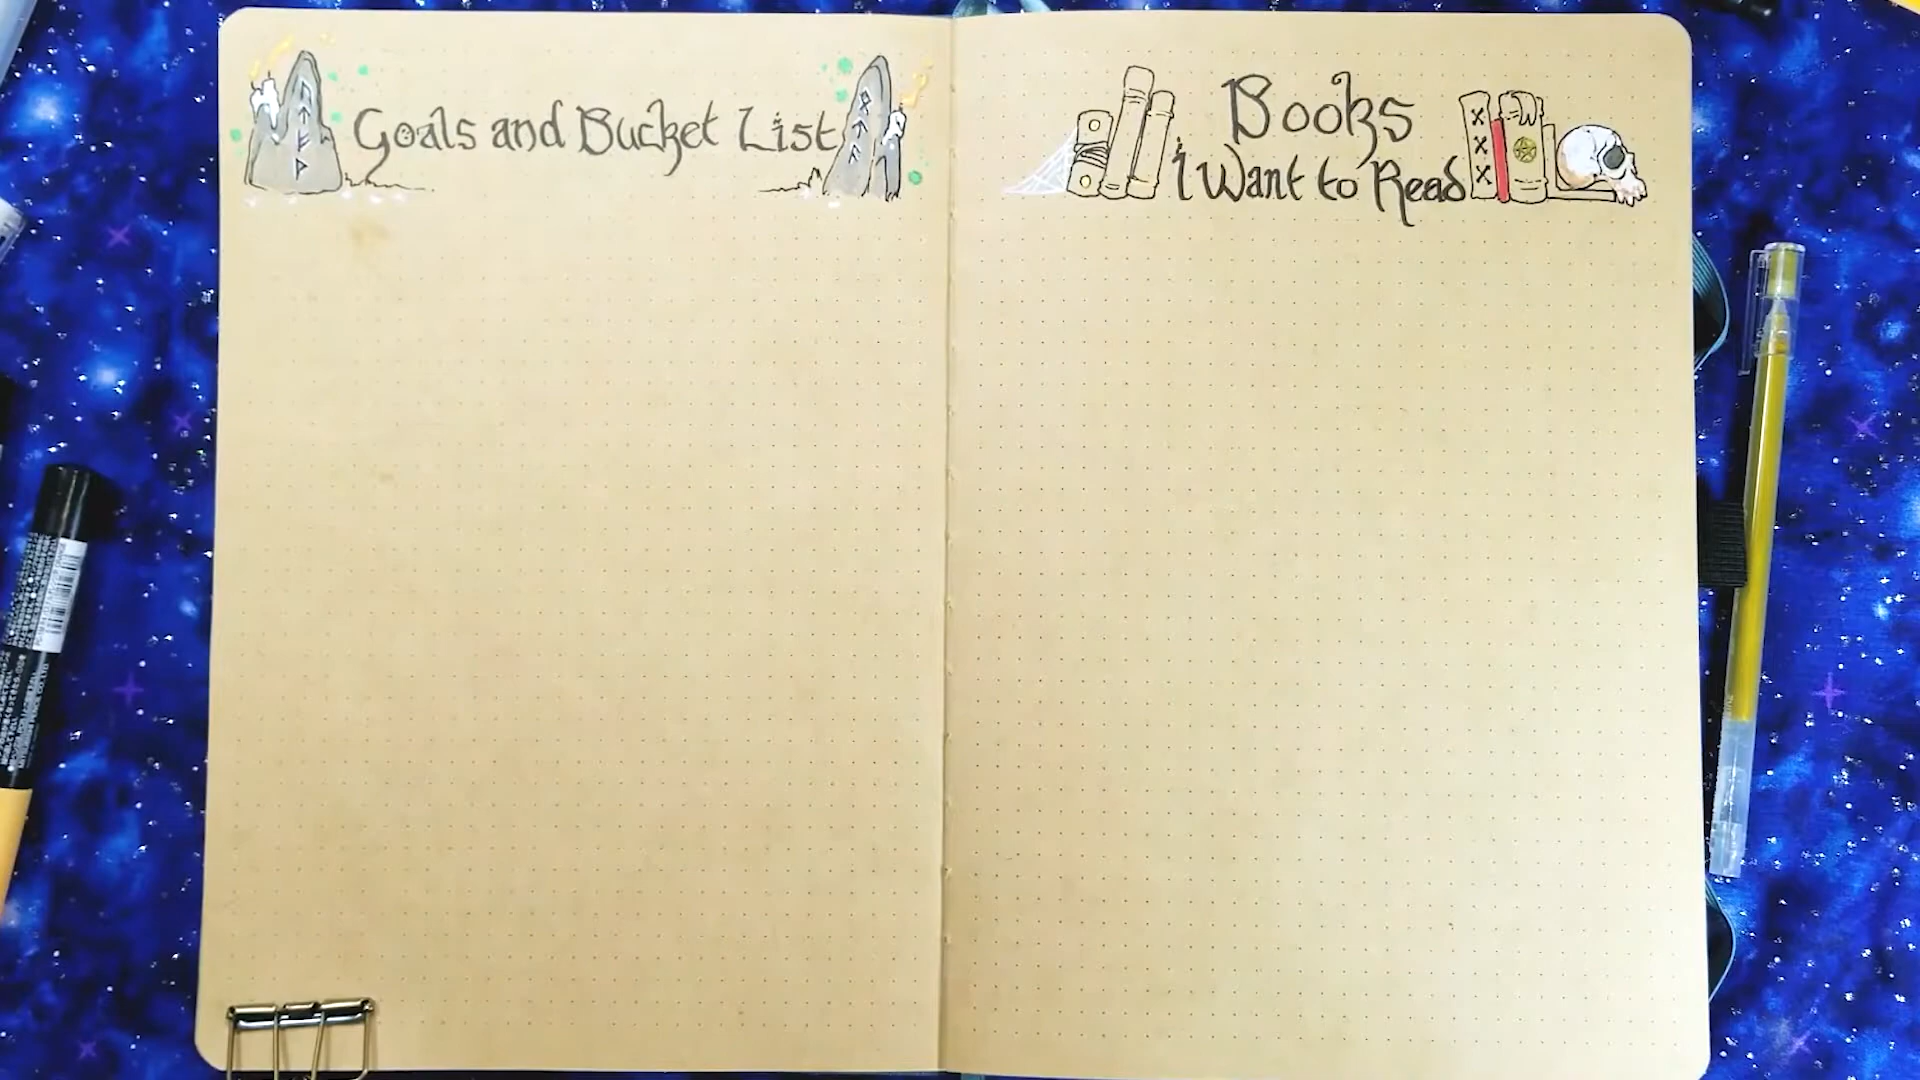 Goals and Bucket List
Books
i Want to Read